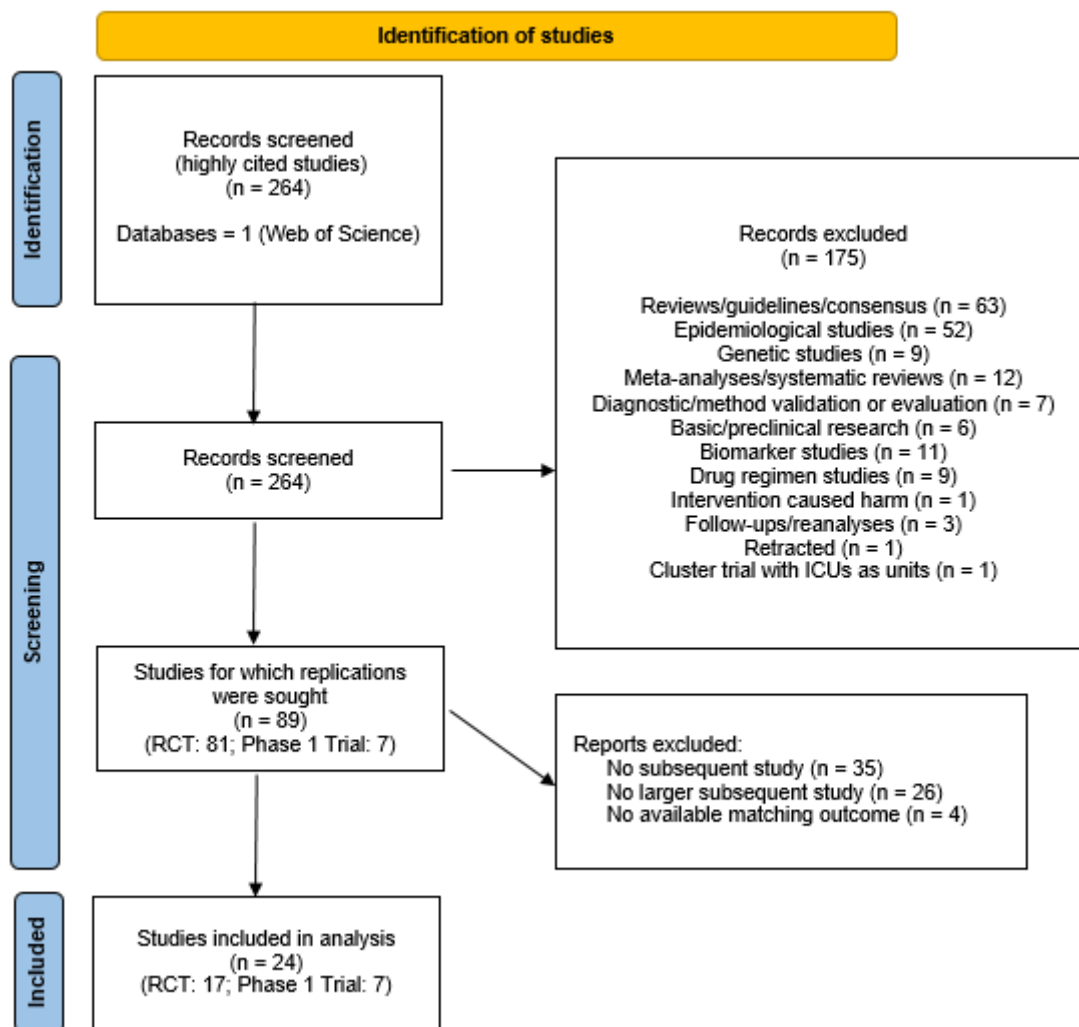 Identification of studies
Identification
Records screened
(highly cited studies)
(n = 264)
Databases = 1 (Web of Science)
Records excluded
(n = 175)
Reviews/guidelines/consensus (n = 63)
Epidemiological studies (n = 52)
Genetic studies (n = 9)
Meta-analyses/systematic reviews (n = 12)
Diagnostic/method validation or evaluation (n = 7)
Basic/preclinical research (n = 6)
Biomarker studies (n = 11)
Drug regimen studies (n = 9)
Intervention caused harm (n = 1)
Follow-ups/reanalyses (n = 3)
Retracted (n = 1)
Cluster trial with ICUs as units (n = 1)
Screening
Records screened
(n = 264)
Studies for which replications
were sought
(n = 89)
(RCT: 81; Phase 1 Trial: 7)
Reports excluded:
No subsequent study (n = 35)
No larger subsequent study (n = 26)
No available matching outcome (n = 4)
Included
Studies included in analysis
(n = 24)
(RCT: 17; Phase 1 Trial: 7)